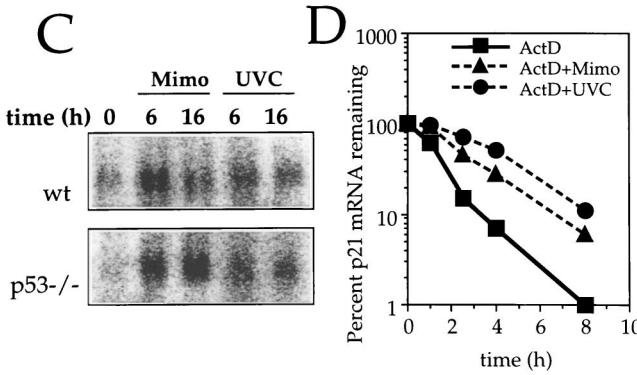 C
Mimo UVC
time (h) 0 6 16 6 16
wt
p53-/-
D
Percent p21 mRNA remaining
1000
100
10
1
0 2 4 6 8 10
time (h)
ActD
ActD+Mimo
ActD+UVC